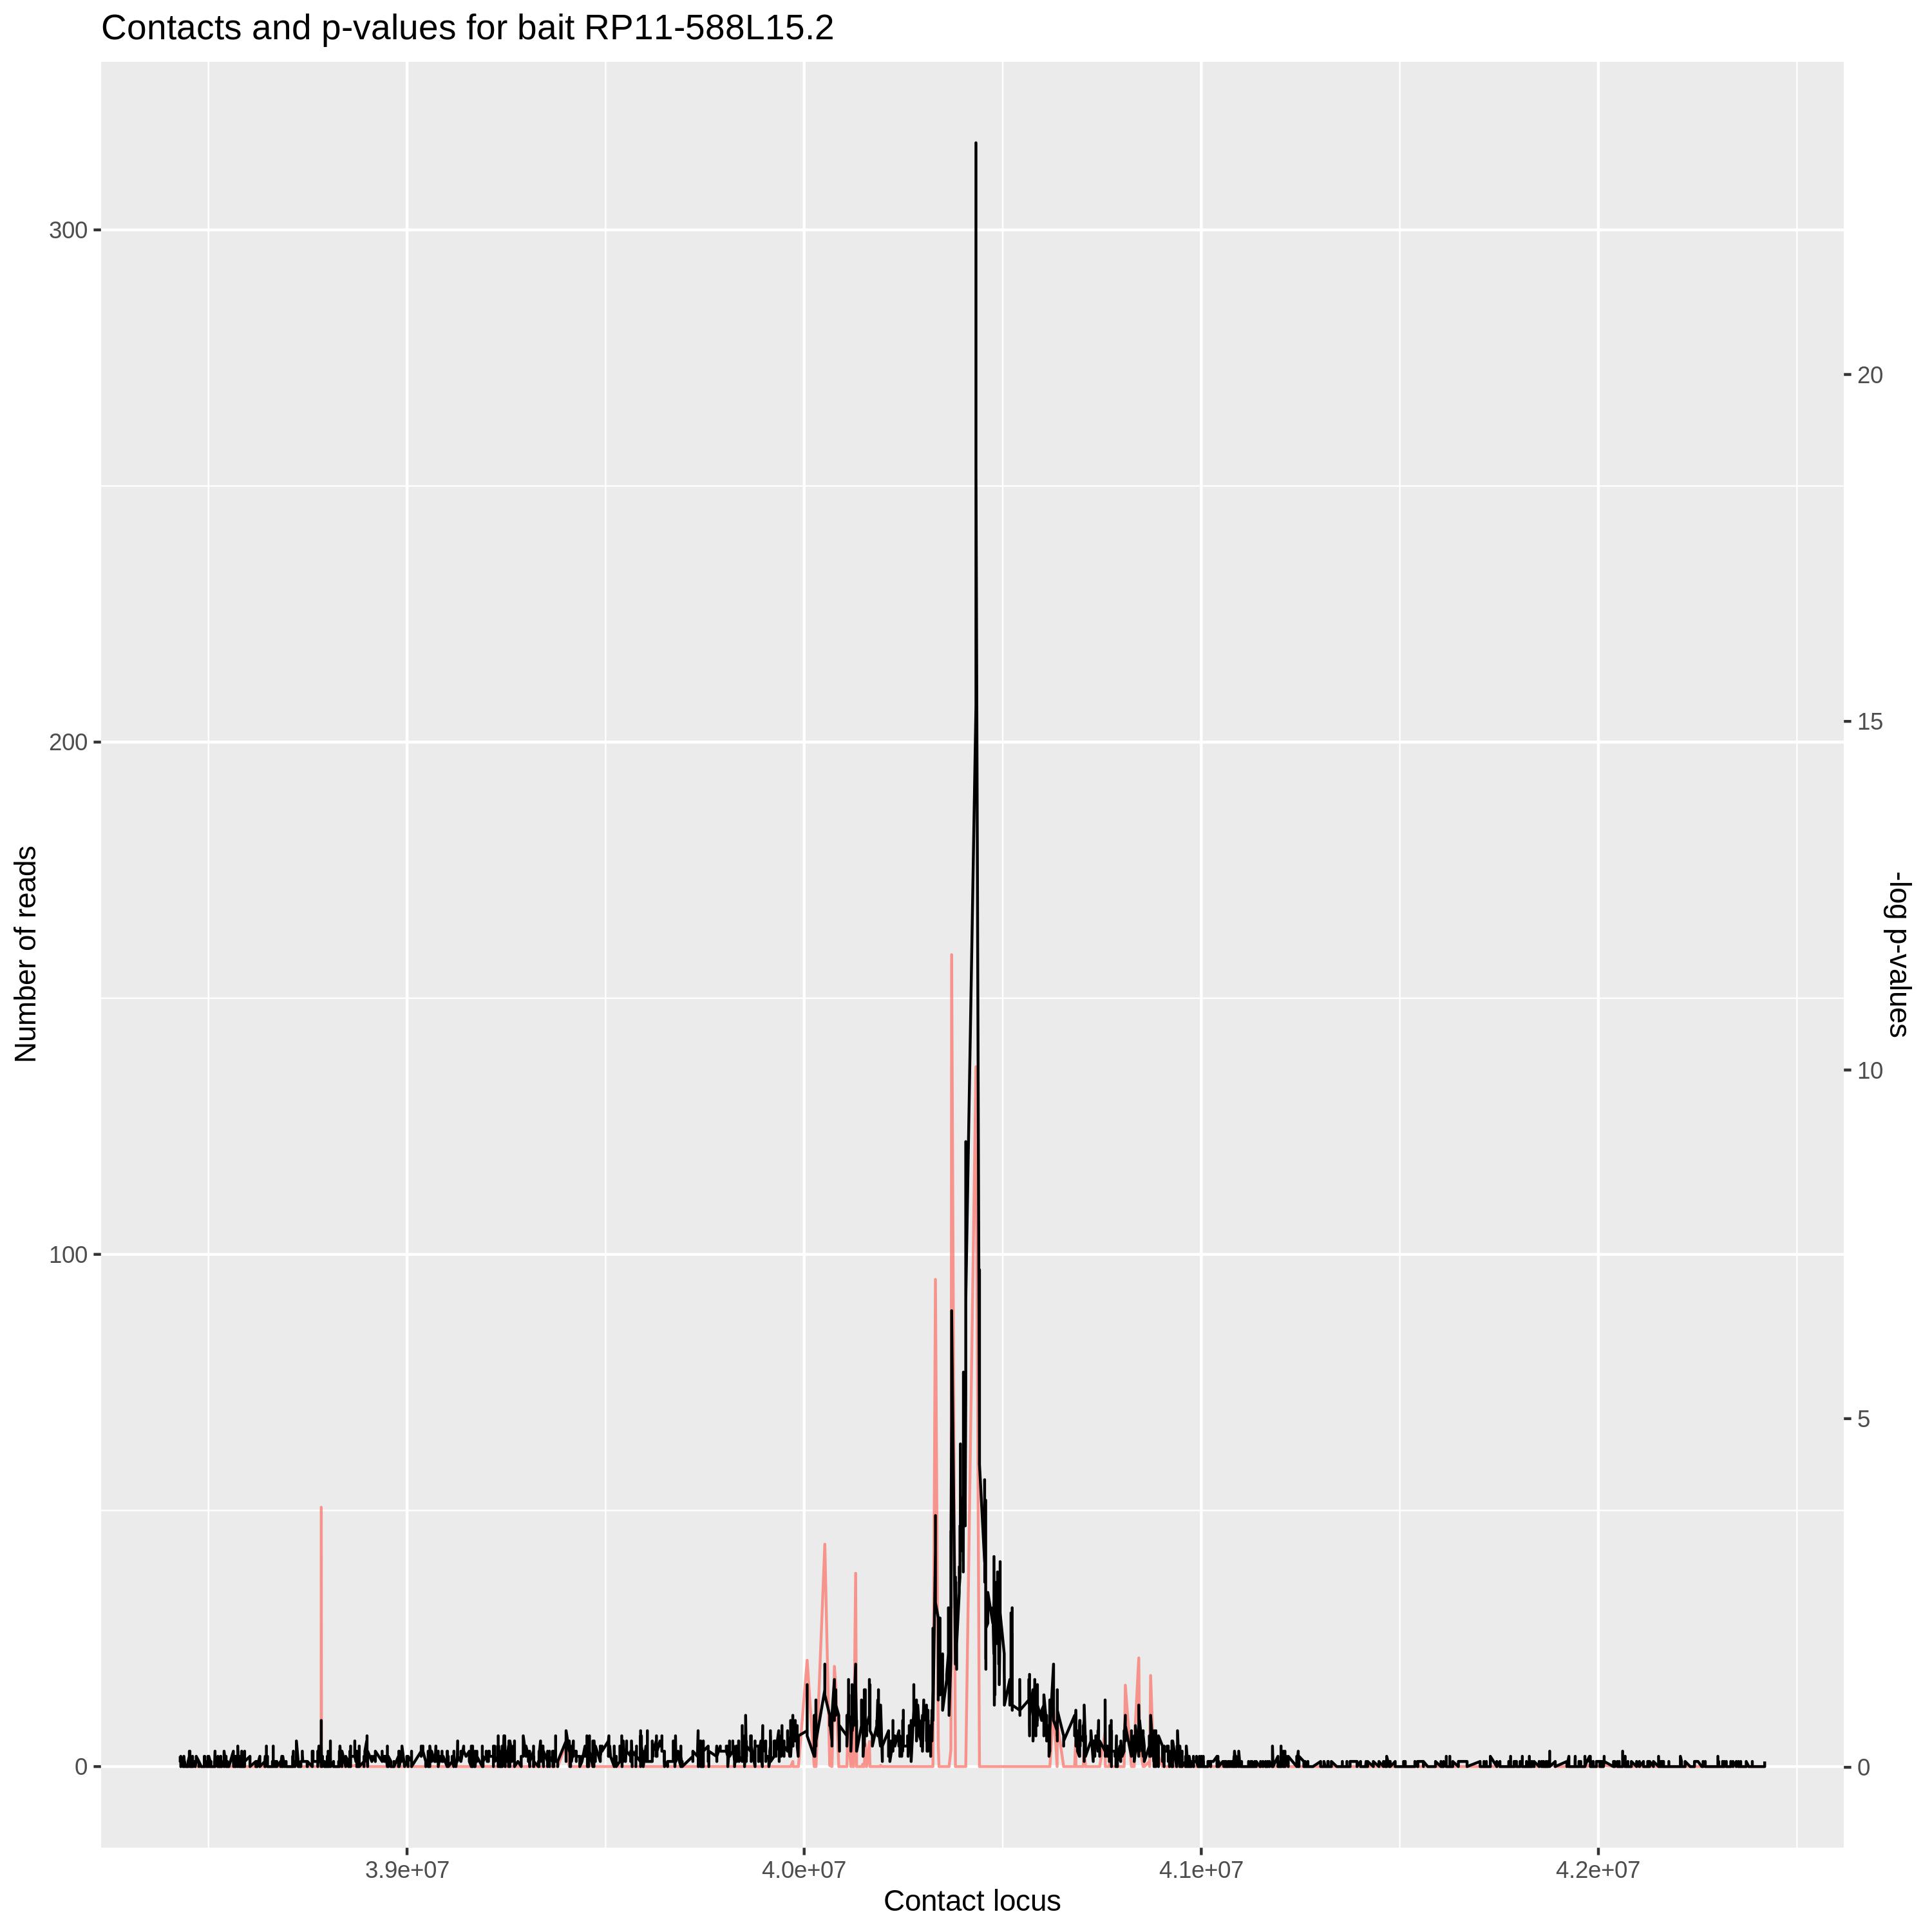 Contacts and p-values for bait RP11-588L15.2
300
200
100
0
20
15
10
5
0
Number of reads
-log p-values
3.9e+07
4.0e+07
4.1e+07
4.2e+07
Contact locus